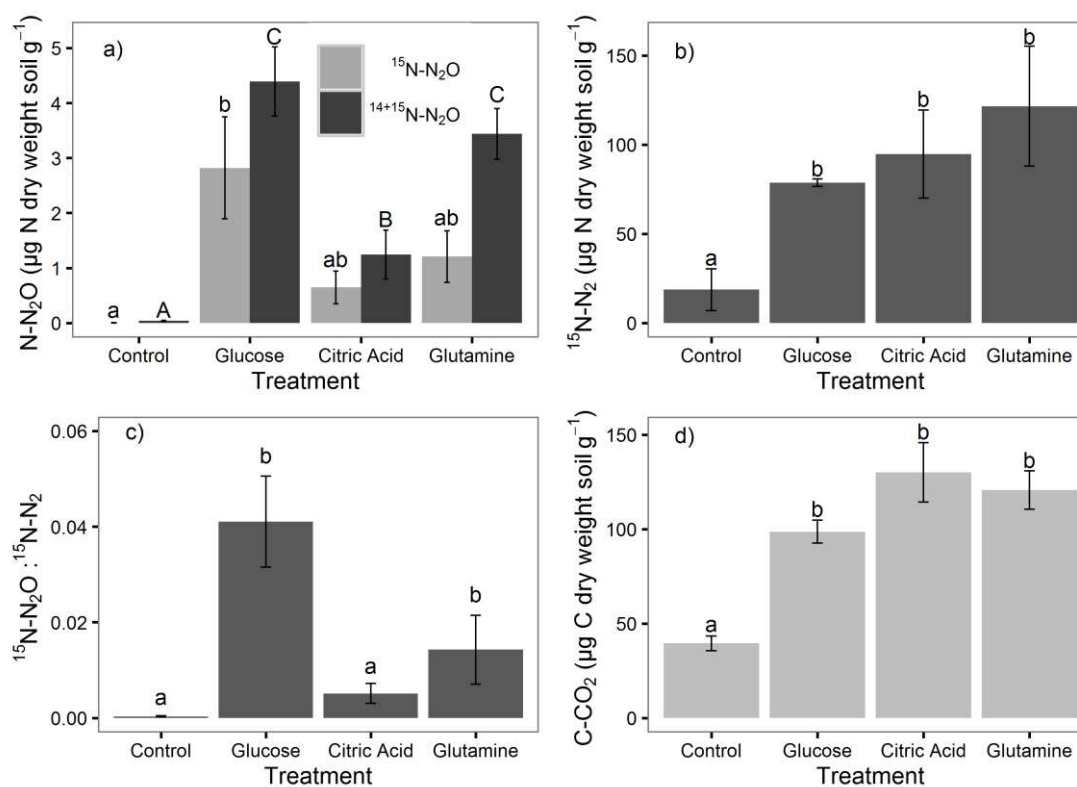 a)
N-N₂O (µg N dry weight soil g⁻¹)
5
4
3
2
1
0
¹⁵N-N₂O
¹⁴⁺¹⁵N-N₂O
a A b C ab B ab C
Control Glucose Citric Acid Glutamine
Treatment
b)
¹⁵N-N₂ (µg N dry weight soil g⁻¹)
150
100
50
0
a b b b
Control Glucose Citric Acid Glutamine
Treatment
c)
¹⁵N-N₂O : ¹⁵N-N₂
0.06
0.04
0.02
0.00
a b a b
Control Glucose Citric Acid Glutamine
Treatment
d)
C-CO₂ (µg C dry weight soil g⁻¹)
150
100
50
0
a b b b
Control Glucose Citric Acid Glutamine
Treatment